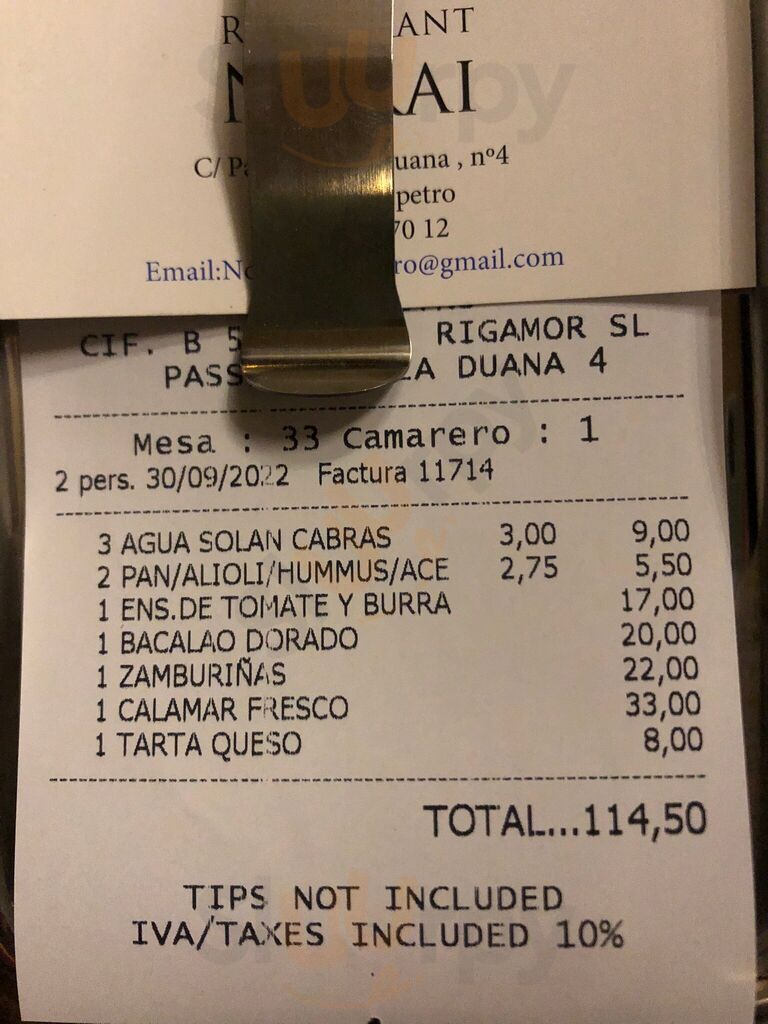 ANT
AI
C/ uana , nº4
petro
70 12
Email: ro@gmail.com
CIF. B 5 RIGAMOR SL
PASS LA DUANA 4
Mesa : 33 Camarero : 1
2 pers. 30/09/2022 Factura 11714
3 AGUA SOLAN CABRAS 3,00 9,00
2 PAN/ALIOLI/HUMMUS/ACE 2,75 5,50
1 ENS.DE TOMATE Y BURRA 17,00
1 BACALAO DORADO 20,00
1 ZAMBURIÑAS 22,00
1 CALAMAR FRESCO 33,00
1 TARTA QUESO 8,00
TOTAL...114,50
TIPS NOT INCLUDED
IVA/TAXES INCLUDED 10%